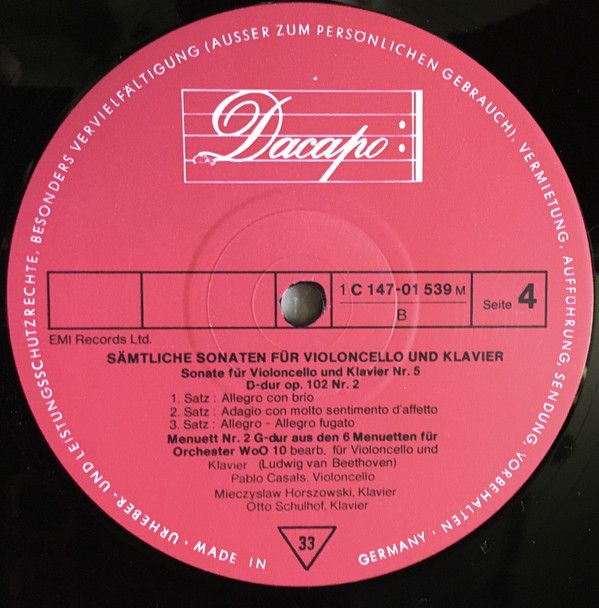 URHEBER- UND LEISTUNGSSCHUTZRECHTE, BESONDERS VERVIELFÄLTIGUNG (AUSSER ZUM PERSÖNLICHEN GEBRAUCH), VERMIETUNG, AUFFÜHRUNG, SENDUNG, VORBEHALTEN · MADE IN GERMANY ·
Dacapo
1 C 147-01 539 M
B
Seite 4
EMI Records Ltd.
SÄMTLICHE SONATEN FÜR VIOLONCELLO UND KLAVIER
Sonate für Violoncello und Klavier Nr. 5
D-dur op. 102 Nr. 2
1. Satz : Allegro con brio
2. Satz : Adagio con molto sentimento d'affetto
3. Satz : Allegro - Allegro fugato
Menuett Nr. 2 G-dur aus den 6 Menuetten für
Orchester WoO 10 bearb. für Violoncello und
Klavier (Ludwig van Beethoven)
Pablo Casals, Violoncello
Mieczyslaw Horszowski, Klavier
Otto Schulhof, Klavier
33